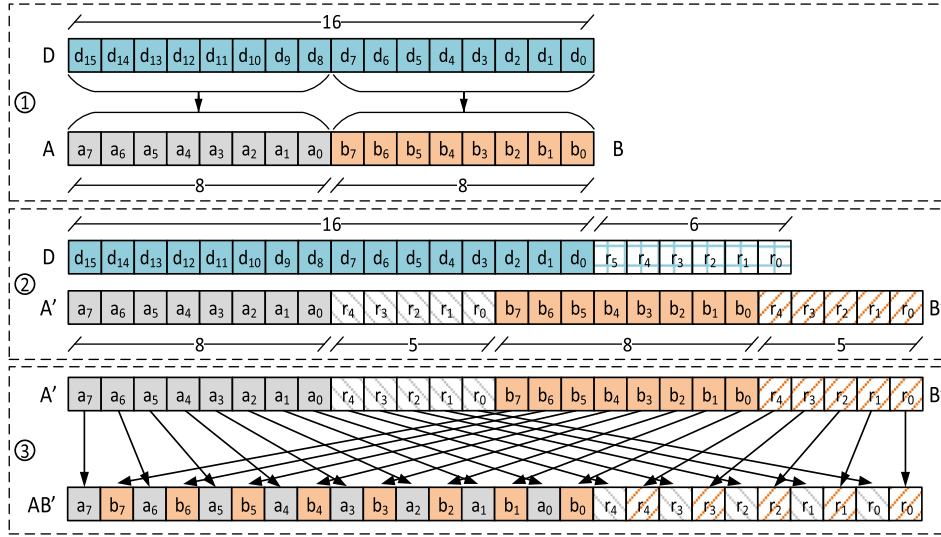 16
D d₁₅ d₁₄ d₁₃ d₁₂ d₁₁ d₁₀ d₉ d₈ d₇ d₆ d₅ d₄ d₃ d₂ d₁ d₀
①
A a₇ a₆ a₅ a₄ a₃ a₂ a₁ a₀ b₇ b₆ b₅ b₄ b₃ b₂ b₁ b₀ B
8 8
16 6
D d₁₅ d₁₄ d₁₃ d₁₂ d₁₁ d₁₀ d₉ d₈ d₇ d₆ d₅ d₄ d₃ d₂ d₁ d₀ r₅ r₄ r₃ r₂ r₁ r₀
②
A' a₇ a₆ a₅ a₄ a₃ a₂ a₁ a₀ r₄ r₃ r₂ r₁ r₀ b₇ b₆ b₅ b₄ b₃ b₂ b₁ b₀ r₄ r₃ r₂ r₁ r₀ B'
8 5 8 5
A' a₇ a₆ a₅ a₄ a₃ a₂ a₁ a₀ r₄ r₃ r₂ r₁ r₀ b₇ b₆ b₅ b₄ b₃ b₂ b₁ b₀ r₄ r₃ r₂ r₁ r₀ B'
③
AB' a₇ b₇ a₆ b₆ a₅ b₅ a₄ b₄ a₃ b₃ a₂ b₂ a₁ b₁ a₀ b₀ r₄ r₄ r₃ r₃ r₂ r₂ r₁ r₁ r₀ r₀